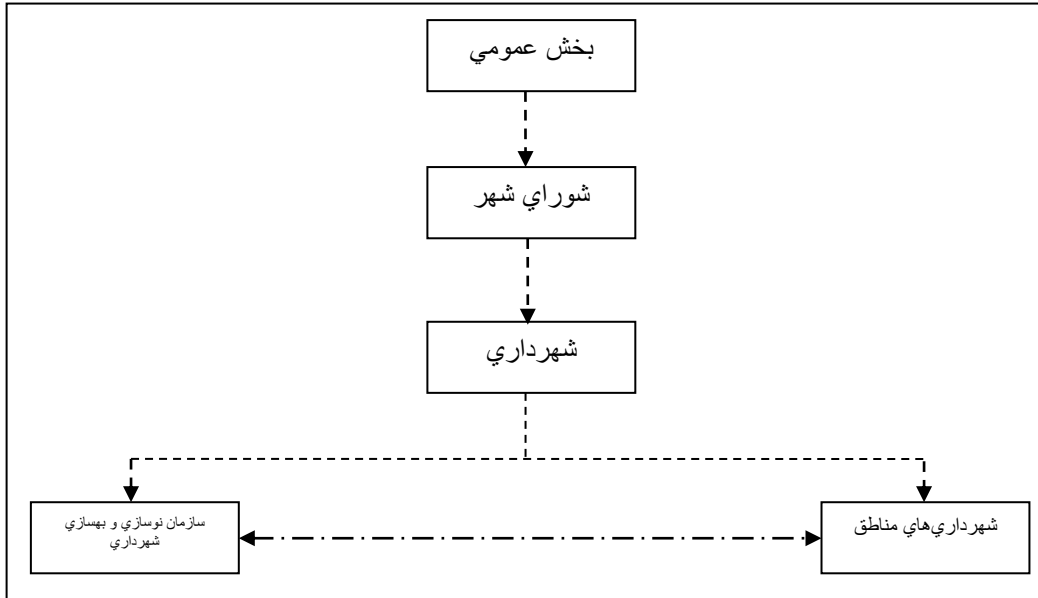 بخش عمومي
شوراي شهر
شهرداري
شهرداري‌هاي مناطق
سازمان نوسازي و بهسازي
شهرداري